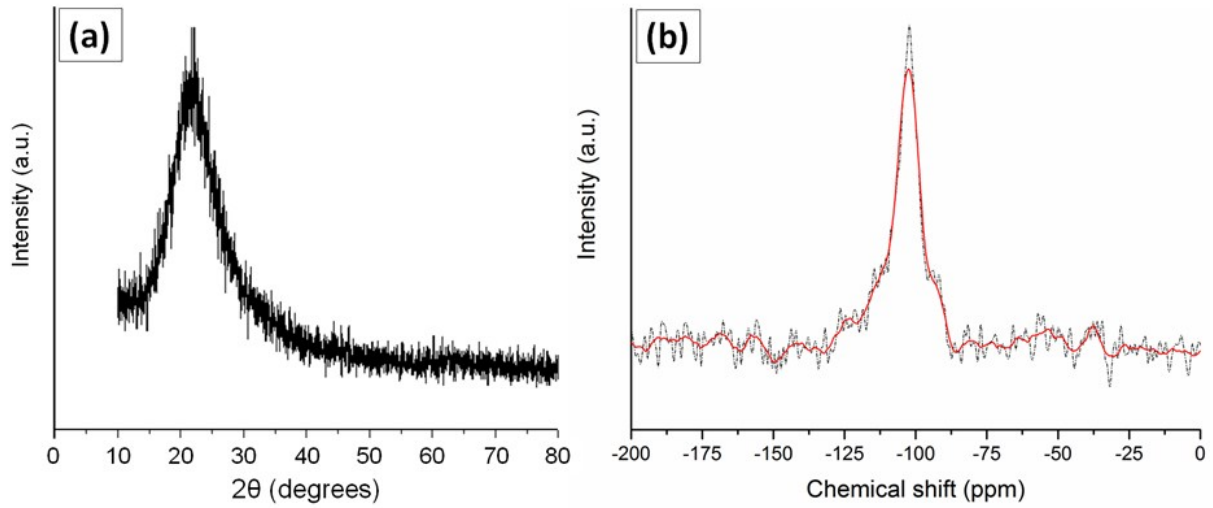 (a)
Intensity (a.u.)
0 10 20 30 40 50 60 70 80
2θ (degrees)
(b)
Intensity (a.u.)
-200 -175 -150 -125 -100 -75 -50 -25 0
Chemical shift (ppm)